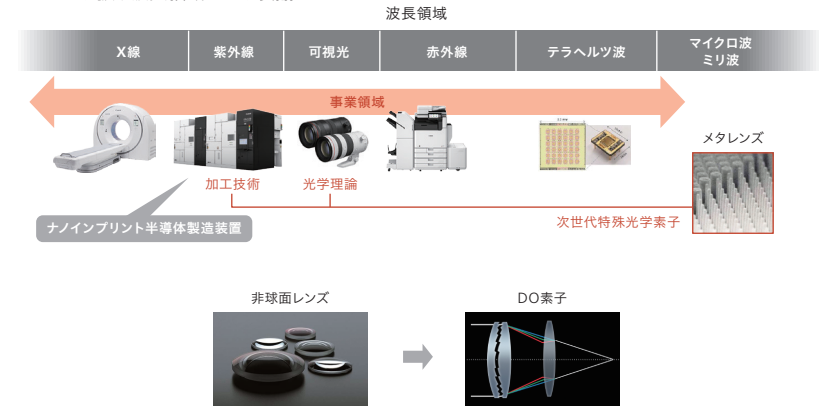 波長領域
X線
紫外線
可視光
赤外線
テラヘルツ波
マイクロ波
ミリ波
事業領域
メタレンズ
加工技術
光学理論
次世代特殊光学素子
ナノインプリント半導体製造装置
非球面レンズ
DO素子